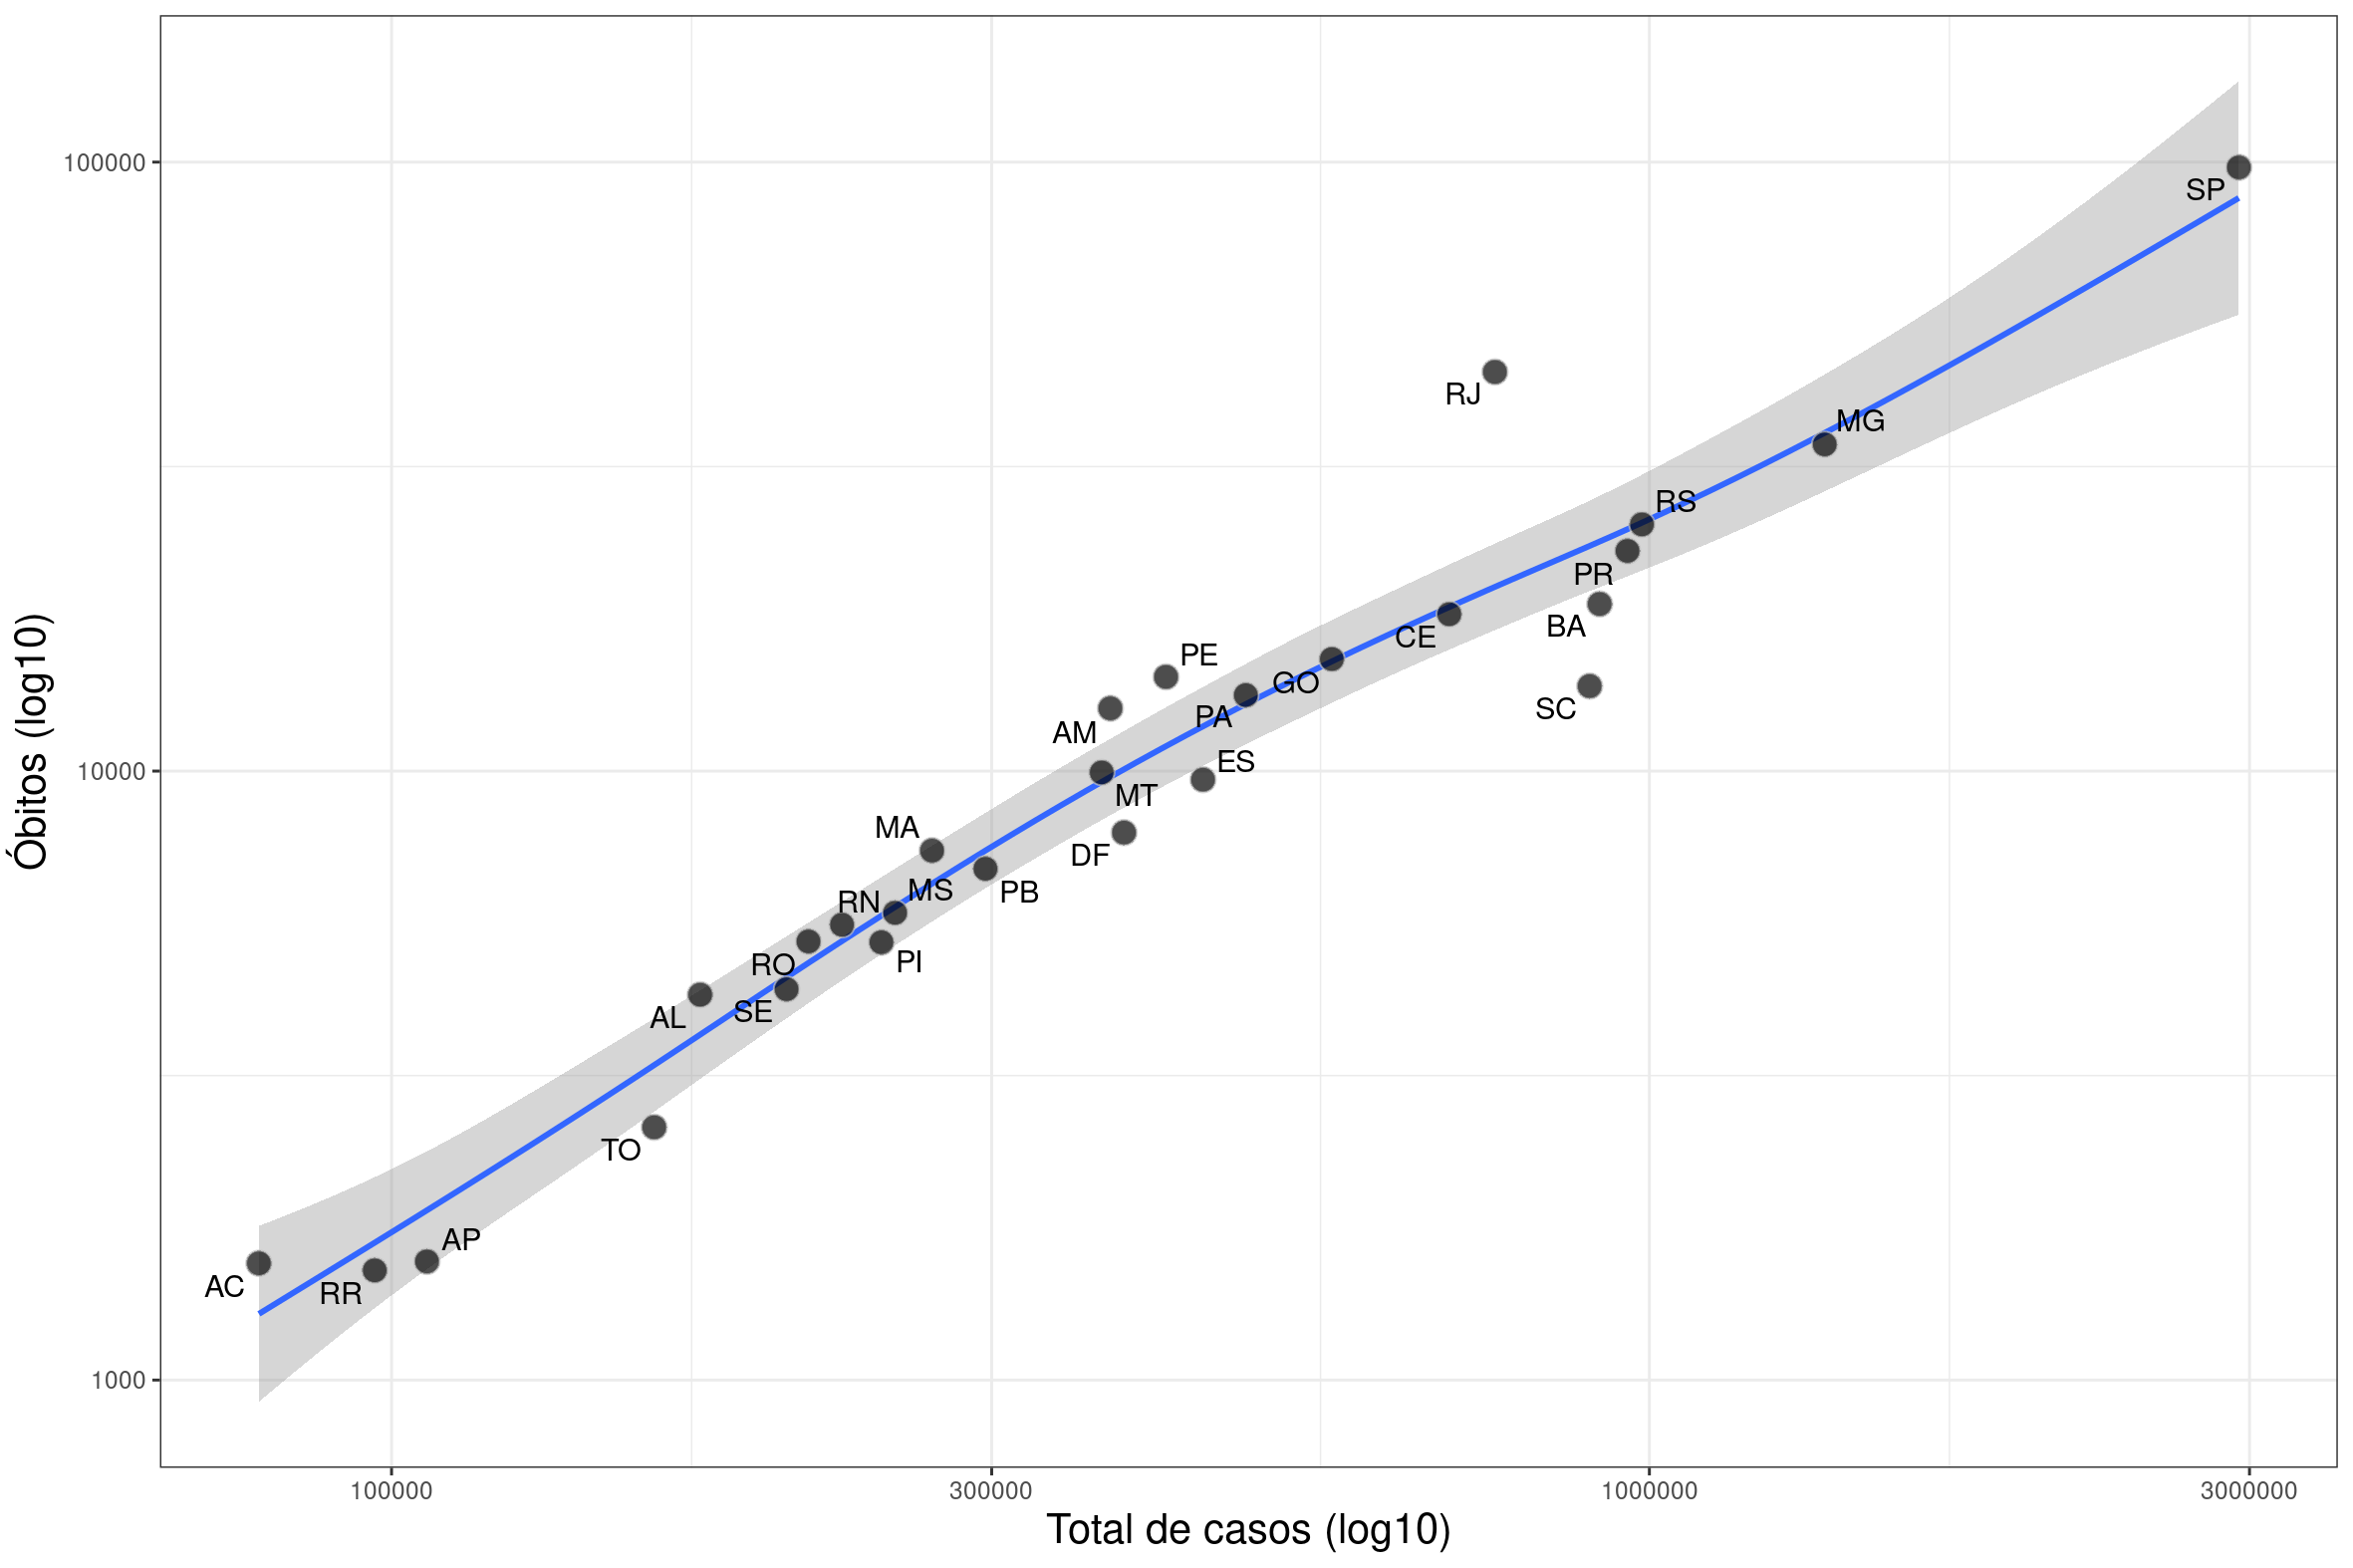 Óbitos (log10)
100000
10000
1000
SP
RJ
MG
RS
PR
BA
CE
PE
GO
SC
PA
AM
ES
MT
MA
DF
MS
RN
PB
PI
RO
SE
AL
TO
AP
AC
RR
100000
300000
1000000
3000000
Total de casos (log10)